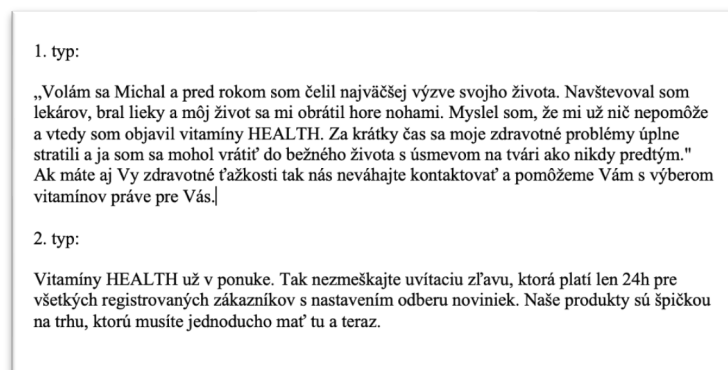 1. typ:
„Volám sa Michal a pred rokom som čelil najväčšej výzve svojho života. Navštevoval som
lekárov, bral lieky a môj život sa mi obrátil hore nohami. Myslel som, že mi už nič nepomôže
a vtedy som objavil vitamíny HEALTH. Za krátky čas sa moje zdravotné problémy úplne
stratili a ja som sa mohol vrátiť do bežného života s úsmevom na tvári ako nikdy predtým."
Ak máte aj Vy zdravotné ťažkosti tak nás neváhajte kontaktovať a pomôžeme Vám s výberom
vitamínov práve pre Vás.
2. typ:
Vitamíny HEALTH už v ponuke. Tak nezmeškajte uvítaciu zľavu, ktorá platí len 24h pre
všetkých registrovaných zákazníkov s nastavením odberu noviniek. Naše produkty sú špičkou
na trhu, ktorú musíte jednoducho mať tu a teraz.